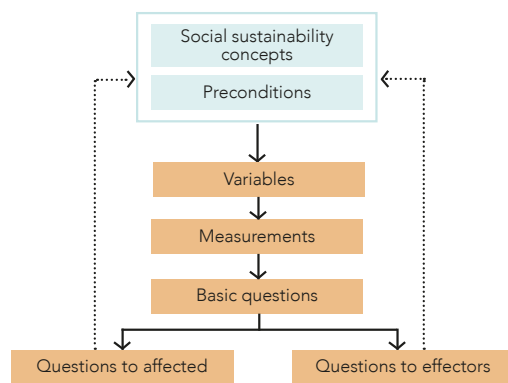 Social sustainability
concepts
Preconditions
Variables
Measurements
Basic questions
Questions to affected
Questions to effectors